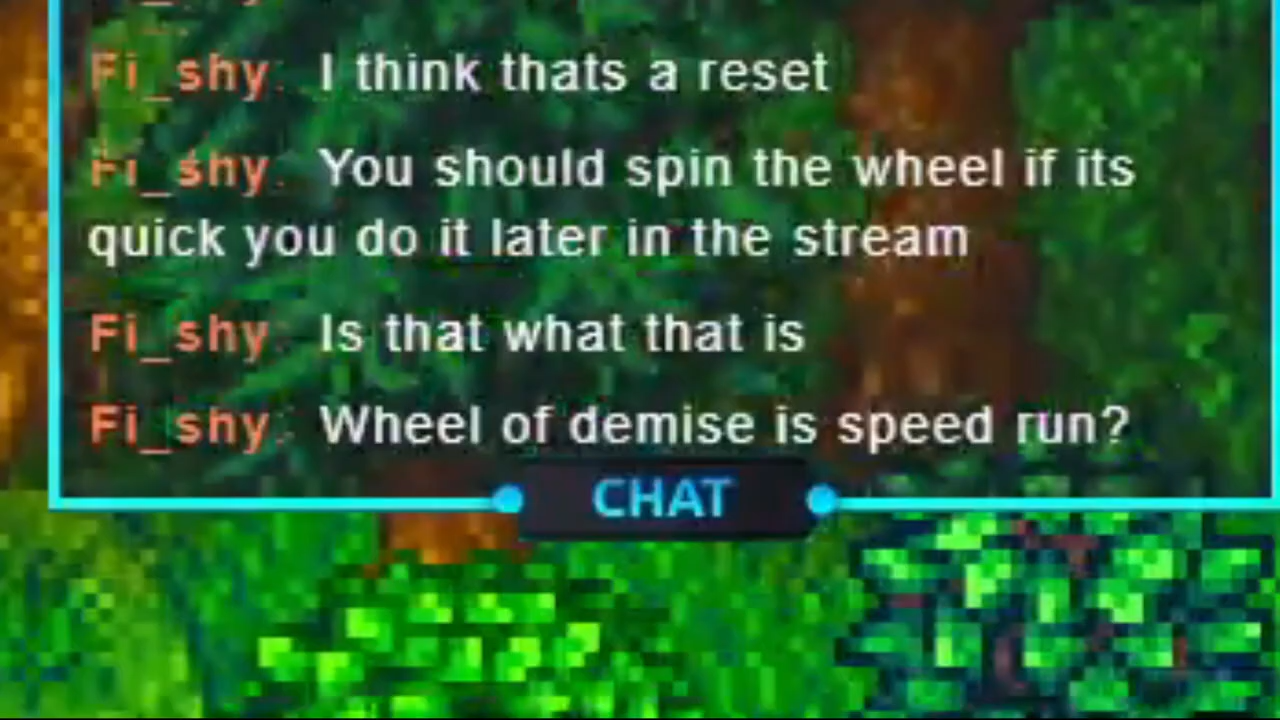 Fi_shy: I think thats a reset
Fi_shy: You should spin the wheel if its
quick you do it later in the stream
Fi_shy: Is that what that is
Fi_shy: Wheel of demise is speed run?
CHAT